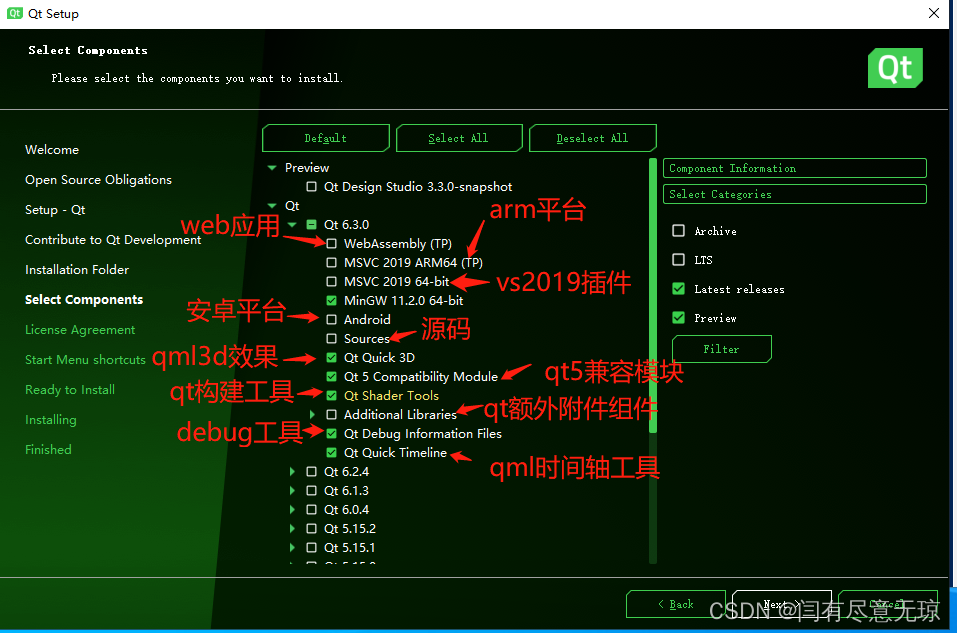 Qt Setup
Select Components
Please select the components you want to install.
Qt
Welcome
Open Source Obligations
Setup - Qt
Contribute to Qt Development
Installation Folder
Select Components
License Agreement
Start Menu shortcuts
Ready to Install
Installing
Finished
Default
Select All
Deselect All
Preview
Qt Design Studio 3.3.0-snapshot
Qt
arm平台
web应用
Qt 6.3.0
WebAssembly (TP)
MSVC 2019 ARM64 (TP)
MSVC 2019 64-bit
vs2019插件
MinGW 11.2.0 64-bit
安卓平台
Android
源码
Sources
qml3d效果
Qt Quick 3D
qt5兼容模块
Qt 5 Compatibility Module
qt构建工具
Qt Shader Tools
qt额外附件组件
Additional Libraries
debug工具
Qt Debug Information Files
Qt Quick Timeline
qml时间轴工具
Qt 6.2.4
Qt 6.1.3
Qt 6.0.4
Qt 5.15.2
Qt 5.15.1
Component Information
Select Categories
Archive
LTS
Latest releases
Preview
Filter
< Back
Next >
Cancel
CSDN @闫有尽意无琼